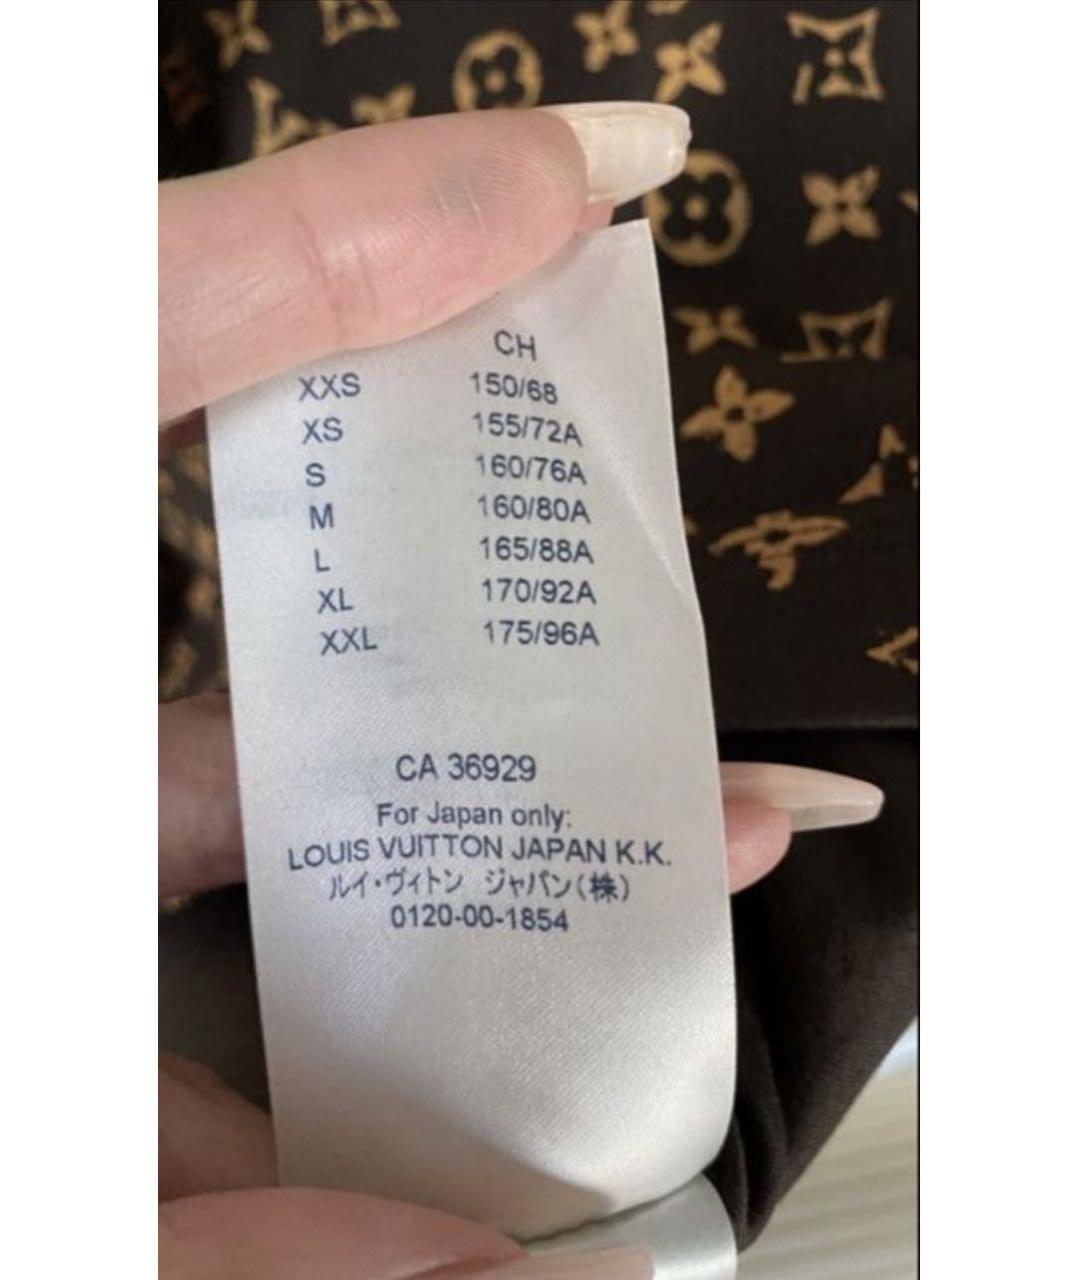 CH
XXS 150/68
XS 155/72A
S 160/76A
M 160/80A
L 165/88A
XL 170/92A
XXL 175/96A
CA 36929
For Japan only:
LOUIS VUITTON JAPAN K.K.
ルイ・ヴィトン ジャパン(株)
0120-00-1854